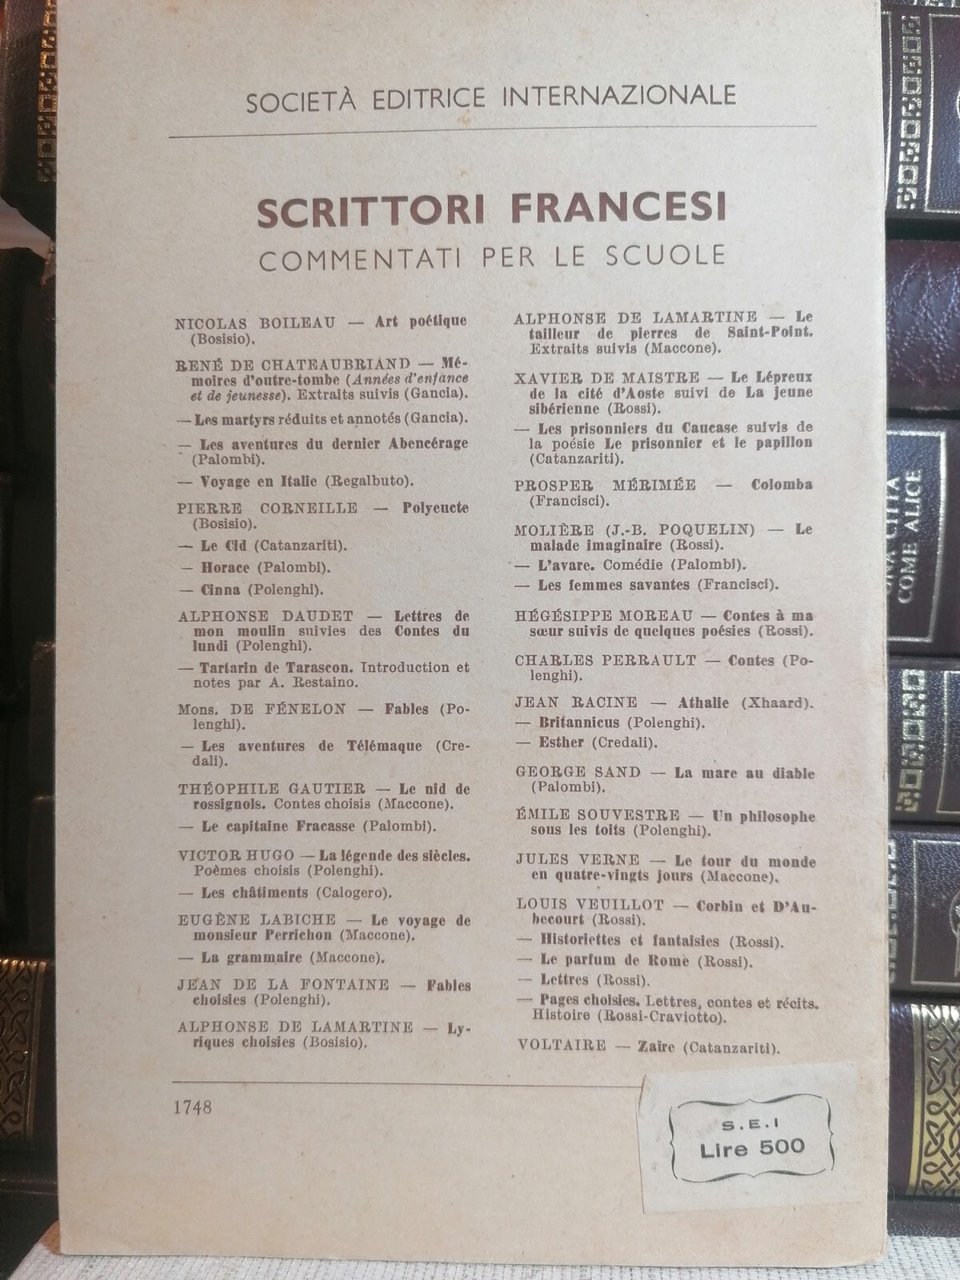 SOCIETÀ EDITRICE INTERNAZIONALE
SCRITTORI FRANCESI
COMMENTATI PER LE SCUOLE
NICOLAS BOILEAU — Art poétique
(Bosisio).
RENÉ DE CHATEAUBRIAND — Mé-
moires d'outre-tombe (Années d'enfance
et de jeunesse). Extraits suivis (Gancia).
— Les martyrs réduits et annotés (Gancia).
— Les aventures du dernier Abencérage
(Palombi).
— Voyage en Italie (Regalbuto).
PIERRE CORNEILLE — Polyeucte
(Bosisio).
— Le Cid (Catanzariti).
— Horace (Palombi).
— Cinna (Polenghi).
ALPHONSE DAUDET — Lettres de
mon moulin suivies des Contes du
lundi (Polenghi).
— Tartarin de Tarascon. Introduction et
notes par A. Restaino.
Mons. DE FÉNELON — Fables (Po-
lenghi).
— Les aventures de Télémaque (Cre-
dali).
THÉOPHILE GAUTIER — Le nid de
rossignols. Contes choisis (Maccone).
— Le capitaine Fracasse (Palombi).
VICTOR HUGO — La légende des siècles.
Poèmes choisis (Polenghi).
— Les châtiments (Calogero).
EUGÈNE LABICHE — Le voyage de
monsieur Perrichon (Maccone).
— La grammaire (Maccone).
JEAN DE LA FONTAINE — Fables
choisies (Polenghi).
ALPHONSE DE LAMARTINE — Ly-
riques choisies (Bosisio).
ALPHONSE DE LAMARTINE — Le
tailleur de pierres de Saint-Point.
Extraits suivis (Maccone).
XAVIER DE MAISTRE — Le Lépreux
de la cité d'Aoste suivi de La jeune
sibérienne (Rossi).
— Les prisonniers du Caucase suivis de
la poésie Le prisonnier et le papillon
(Catanzariti).
PROSPER MÉRIMÉE — Colomba
(Francisci).
MOLIÈRE (J.-B. POQUELIN) — Le
malade imaginaire (Rossi).
— L'avare. Comédie (Palombi).
— Les femmes savantes (Francisci).
HÉGÉSIPPE MOREAU — Contes à ma
sœur suivis de quelques poésies (Rossi).
CHARLES PERRAULT — Contes (Po-
lenghi).
JEAN RACINE — Athalie (Xhaard).
— Britannicus (Polenghi).
— Esther (Credali).
GEORGE SAND — La mare au diable
(Palombi).
ÉMILE SOUVESTRE — Un philosophe
sous les toits (Polenghi).
JULES VERNE — Le tour du monde
en quatre-vingts jours (Maccone).
LOUIS VEUILLOT — Corbin et D'Au-
becourt (Rossi).
— Historiettes et fantaisies (Rossi).
— Le parfum de Rome (Rossi).
— Lettres (Rossi).
— Pages choisies. Lettres, contes et récits.
Histoire (Rossi-Craviotto).
VOLTAIRE — Zaïre (Catanzariti).
1748
S.E.I
Lire 500
UNA CITTÀ
COME ALICE